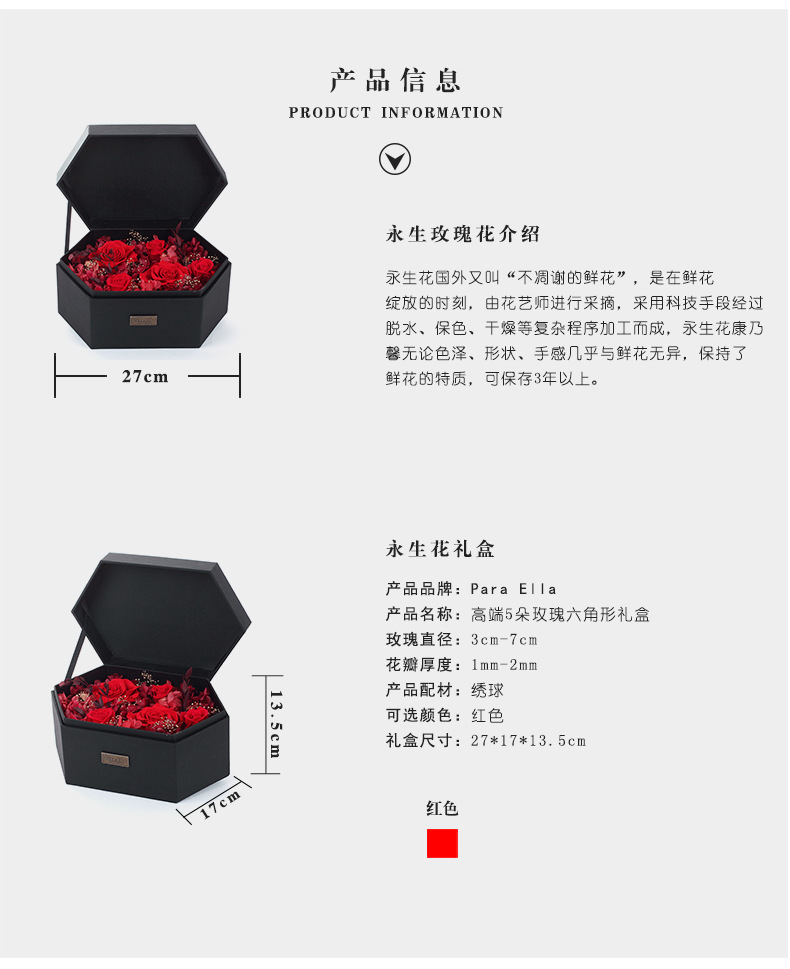 产品信息
PRODUCT INFORMATION
永生玫瑰花介绍
永生花国外又叫“不凋谢的鲜花”，是在鲜花
绽放的时刻，由花艺师进行采摘，采用科技手段经过
脱水、保色、干燥等复杂程序加工而成，永生花康乃
馨无论色泽、形状、手感几乎与鲜花无异，保持了
鲜花的特质，可保存3年以上。
27cm
永生花礼盒
产品品牌：Para Ella
产品名称：高端5朵玫瑰六角形礼盒
玫瑰直径：3cm-7cm
花瓣厚度：1mm-2mm
产品配材：绣球
可选颜色：红色
礼盒尺寸：27*17*13.5cm
13.5cm
17cm
红色